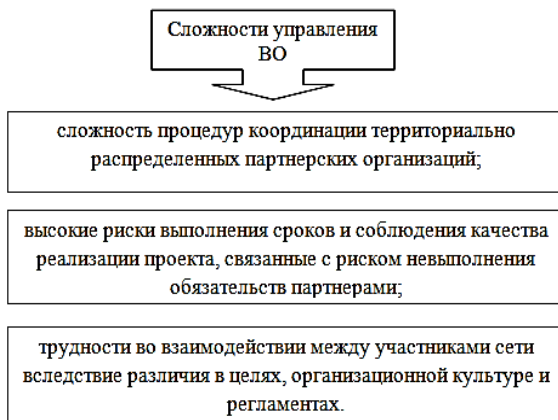 Сложности управления
ВО
сложность процедур координации территориально
распределенных партнерских организаций;
высокие риски выполнения сроков и соблюдения качества
реализации проекта, связанные с риском невыполнения
обязательств партнерами;
трудности во взаимодействии между участниками сети
вследствие различия в целях, организационной культуре и
регламентах.